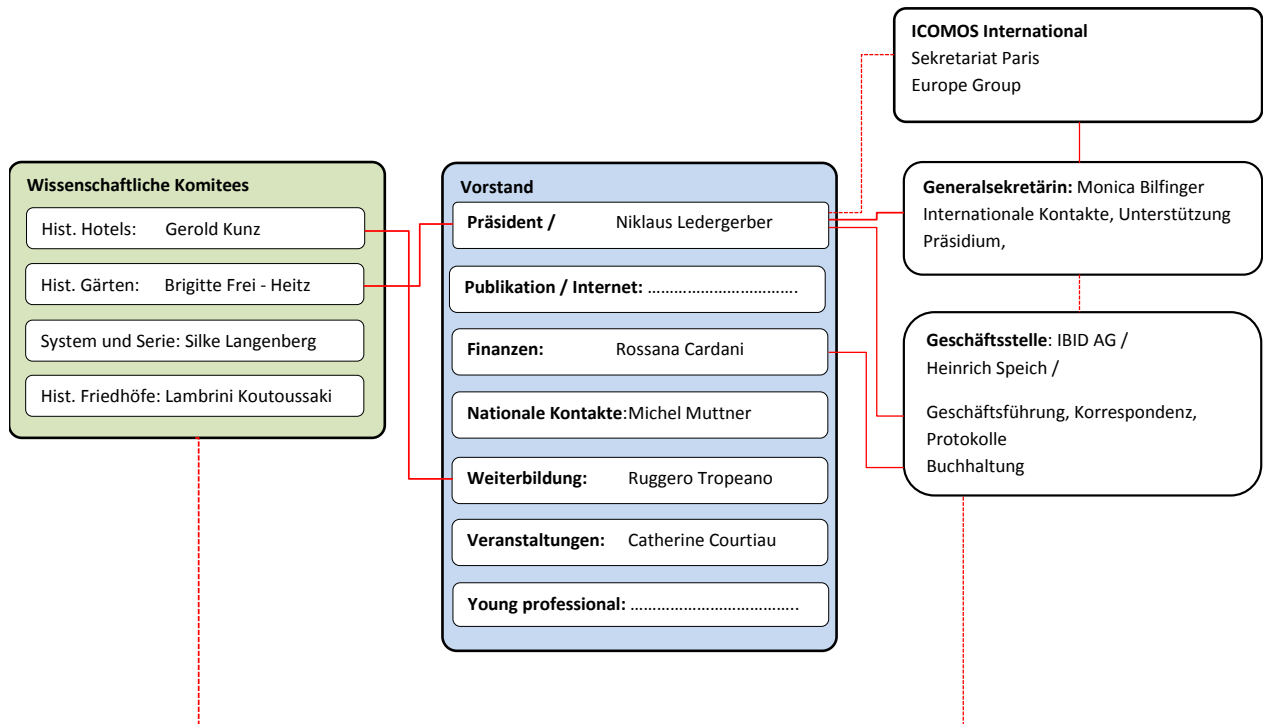 ICOMOS International
Sekretariat Paris
Europe Group
Wissenschaftliche Komitees
Hist. Hotels: Gerold Kunz
Hist. Gärten: Brigitte Frei - Heitz
System und Serie: Silke Langenberg
Hist. Friedhöfe: Lambrini Koutoussaki
Vorstand
Präsident / Niklaus Ledergerber
Publikation / Internet: …………………………….
Finanzen: Rossana Cardani
Nationale Kontakte:Michel Muttner
Weiterbildung: Ruggero Tropeano
Veranstaltungen: Catherine Courtiau
Young professional: ………………………………..
Generalsekretärin: Monica Bilfinger
Internationale Kontakte, Unterstützung
Präsidium,
Geschäftsstelle: IBID AG /
Heinrich Speich /
Geschäftsführung, Korrespondenz,
Protokolle
Buchhaltung